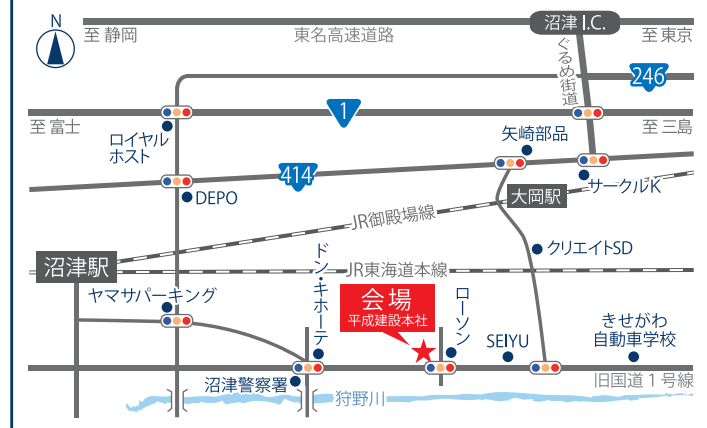 N
至 静岡
東名高速道路
沼津 I.C.
至 東京
ぐるめ街道
246
1
至 富士
至 三島
ロイヤル
ホスト
矢崎部品
414
DEPO
サークルK
大岡駅
JR御殿場線
クリエイトSD
沼津駅
JR東海道本線
ヤマサパーキング
ドン・キホーテ
会場
平成建設本社
ローソン
SEIYU
きせがわ
自動車学校
沼津警察署
旧国道1号線
狩野川